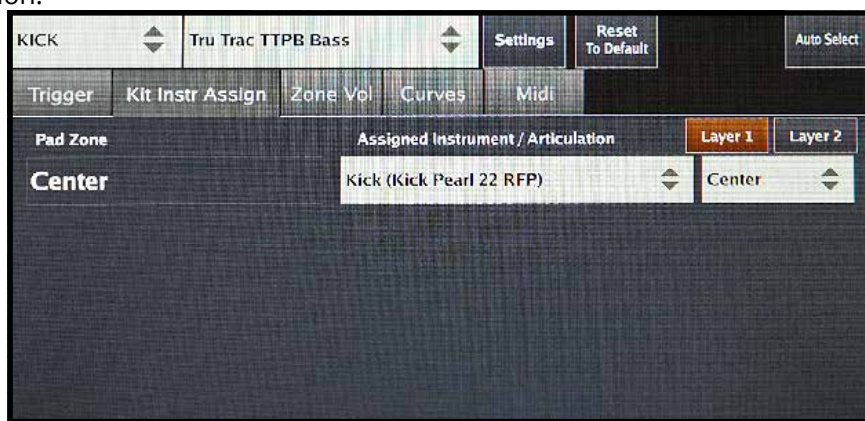 KICK Tru Trac TTPB Bass Settings Reset To Default Auto Select
Trigger Kit Instr Assign Zone Vol Curves Midi
Pad Zone Assigned Instrument / Articulation Layer 1 Layer 2
Center Kick (Kick Pearl 22 RFP) Center